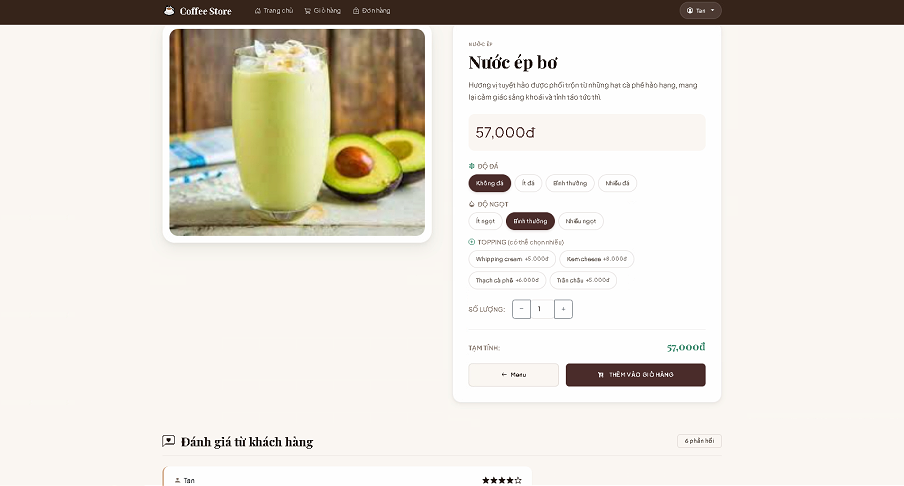 Coffee Store
Trang chủ
Giỏ hàng
Đơn hàng
Tan
NƯỚC ÉP
Nước ép bơ
Hương vị tuyệt hảo được phối trộn từ những hạt cà phê hảo hạng, mang
lại cảm giác sảng khoái và tỉnh táo tức thì.
57,000đ
ĐỘ ĐÁ
Không đá
Ít đá
Bình thường
Nhiều đá
ĐỘ NGỌT
Ít ngọt
Bình thường
Nhiều ngọt
TOPPING (có thể chọn nhiều)
Whipping cream +5.000đ
Kem cheese +8.000đ
Thạch cà phê +6.000đ
Trân châu +5.000đ
SỐ LƯỢNG:
− 1 +
TẠM TÍNH:
57,000đ
← Menu
THÊM VÀO GIỎ HÀNG
Đánh giá từ khách hàng
6 phản hồi
Tan